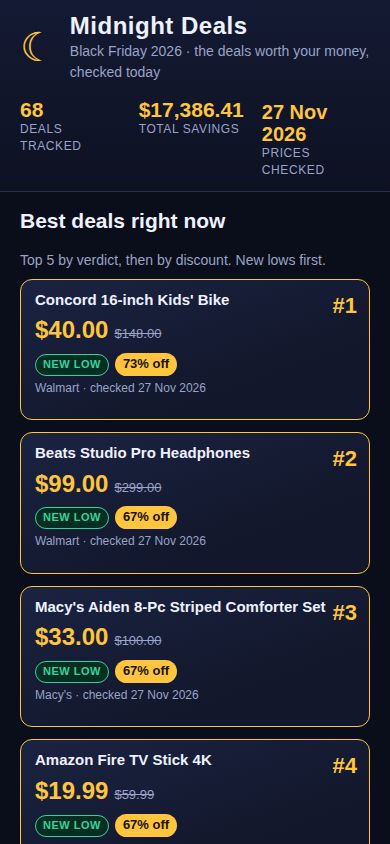 Midnight Deals
Black Friday 2026 · the deals worth your money,
checked today
68
DEALS
TRACKED
$17,386.41
TOTAL SAVINGS
27 Nov
2026
PRICES
CHECKED
Best deals right now
Top 5 by verdict, then by discount. New lows first.
Concord 16-inch Kids' Bike
#1
$40.00 $148.00
NEW LOW 73% off
Walmart · checked 27 Nov 2026
Beats Studio Pro Headphones
#2
$99.00 $299.00
NEW LOW 67% off
Walmart · checked 27 Nov 2026
Macy's Aiden 8-Pc Striped Comforter Set
#3
$33.00 $100.00
NEW LOW 67% off
Macy's · checked 27 Nov 2026
Amazon Fire TV Stick 4K
#4
$19.99 $59.99
NEW LOW 67% off